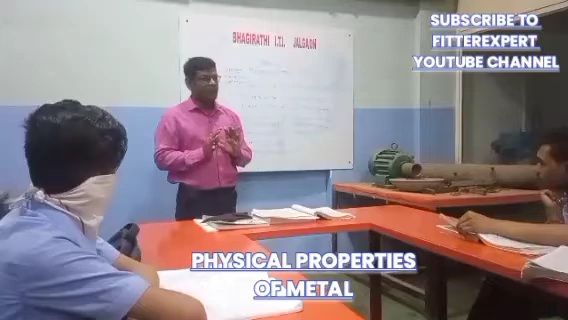 SUBSCRIBE TO
FITTEREXPERT
YOUTUBE CHANNEL
BHAGIRATHI I.T.I. JALGAON
PHYSICAL PROPERTIES
OF METAL